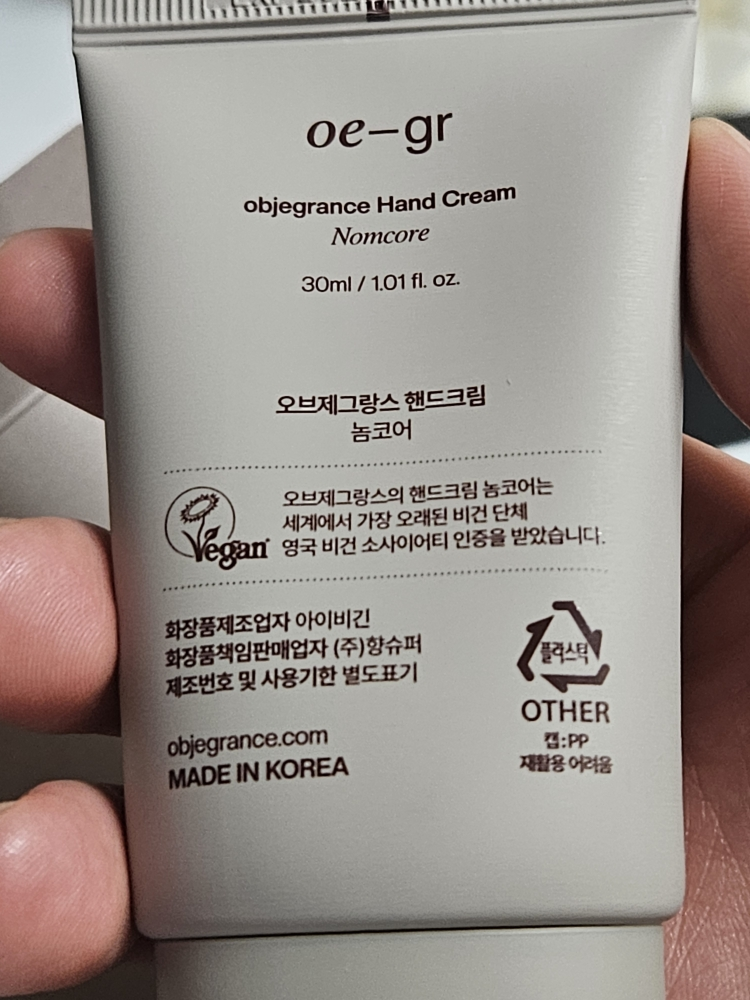 oe–gr
objegrance Hand Cream
Nomcore
30ml / 1.01 fl. oz.
오브제그랑스 핸드크림
놈코어
Vegan
오브제그랑스의 핸드크림 놈코어는
세계에서 가장 오래된 비건 단체
영국 비건 소사이어티 인증을 받았습니다.
화장품제조업자 아이비긴
화장품책임판매업자 (주)향슈퍼
제조번호 및 사용기한 별도표기
objegrance.com
MADE IN KOREA
플라스틱
OTHER
캡:PP
재활용 어려움